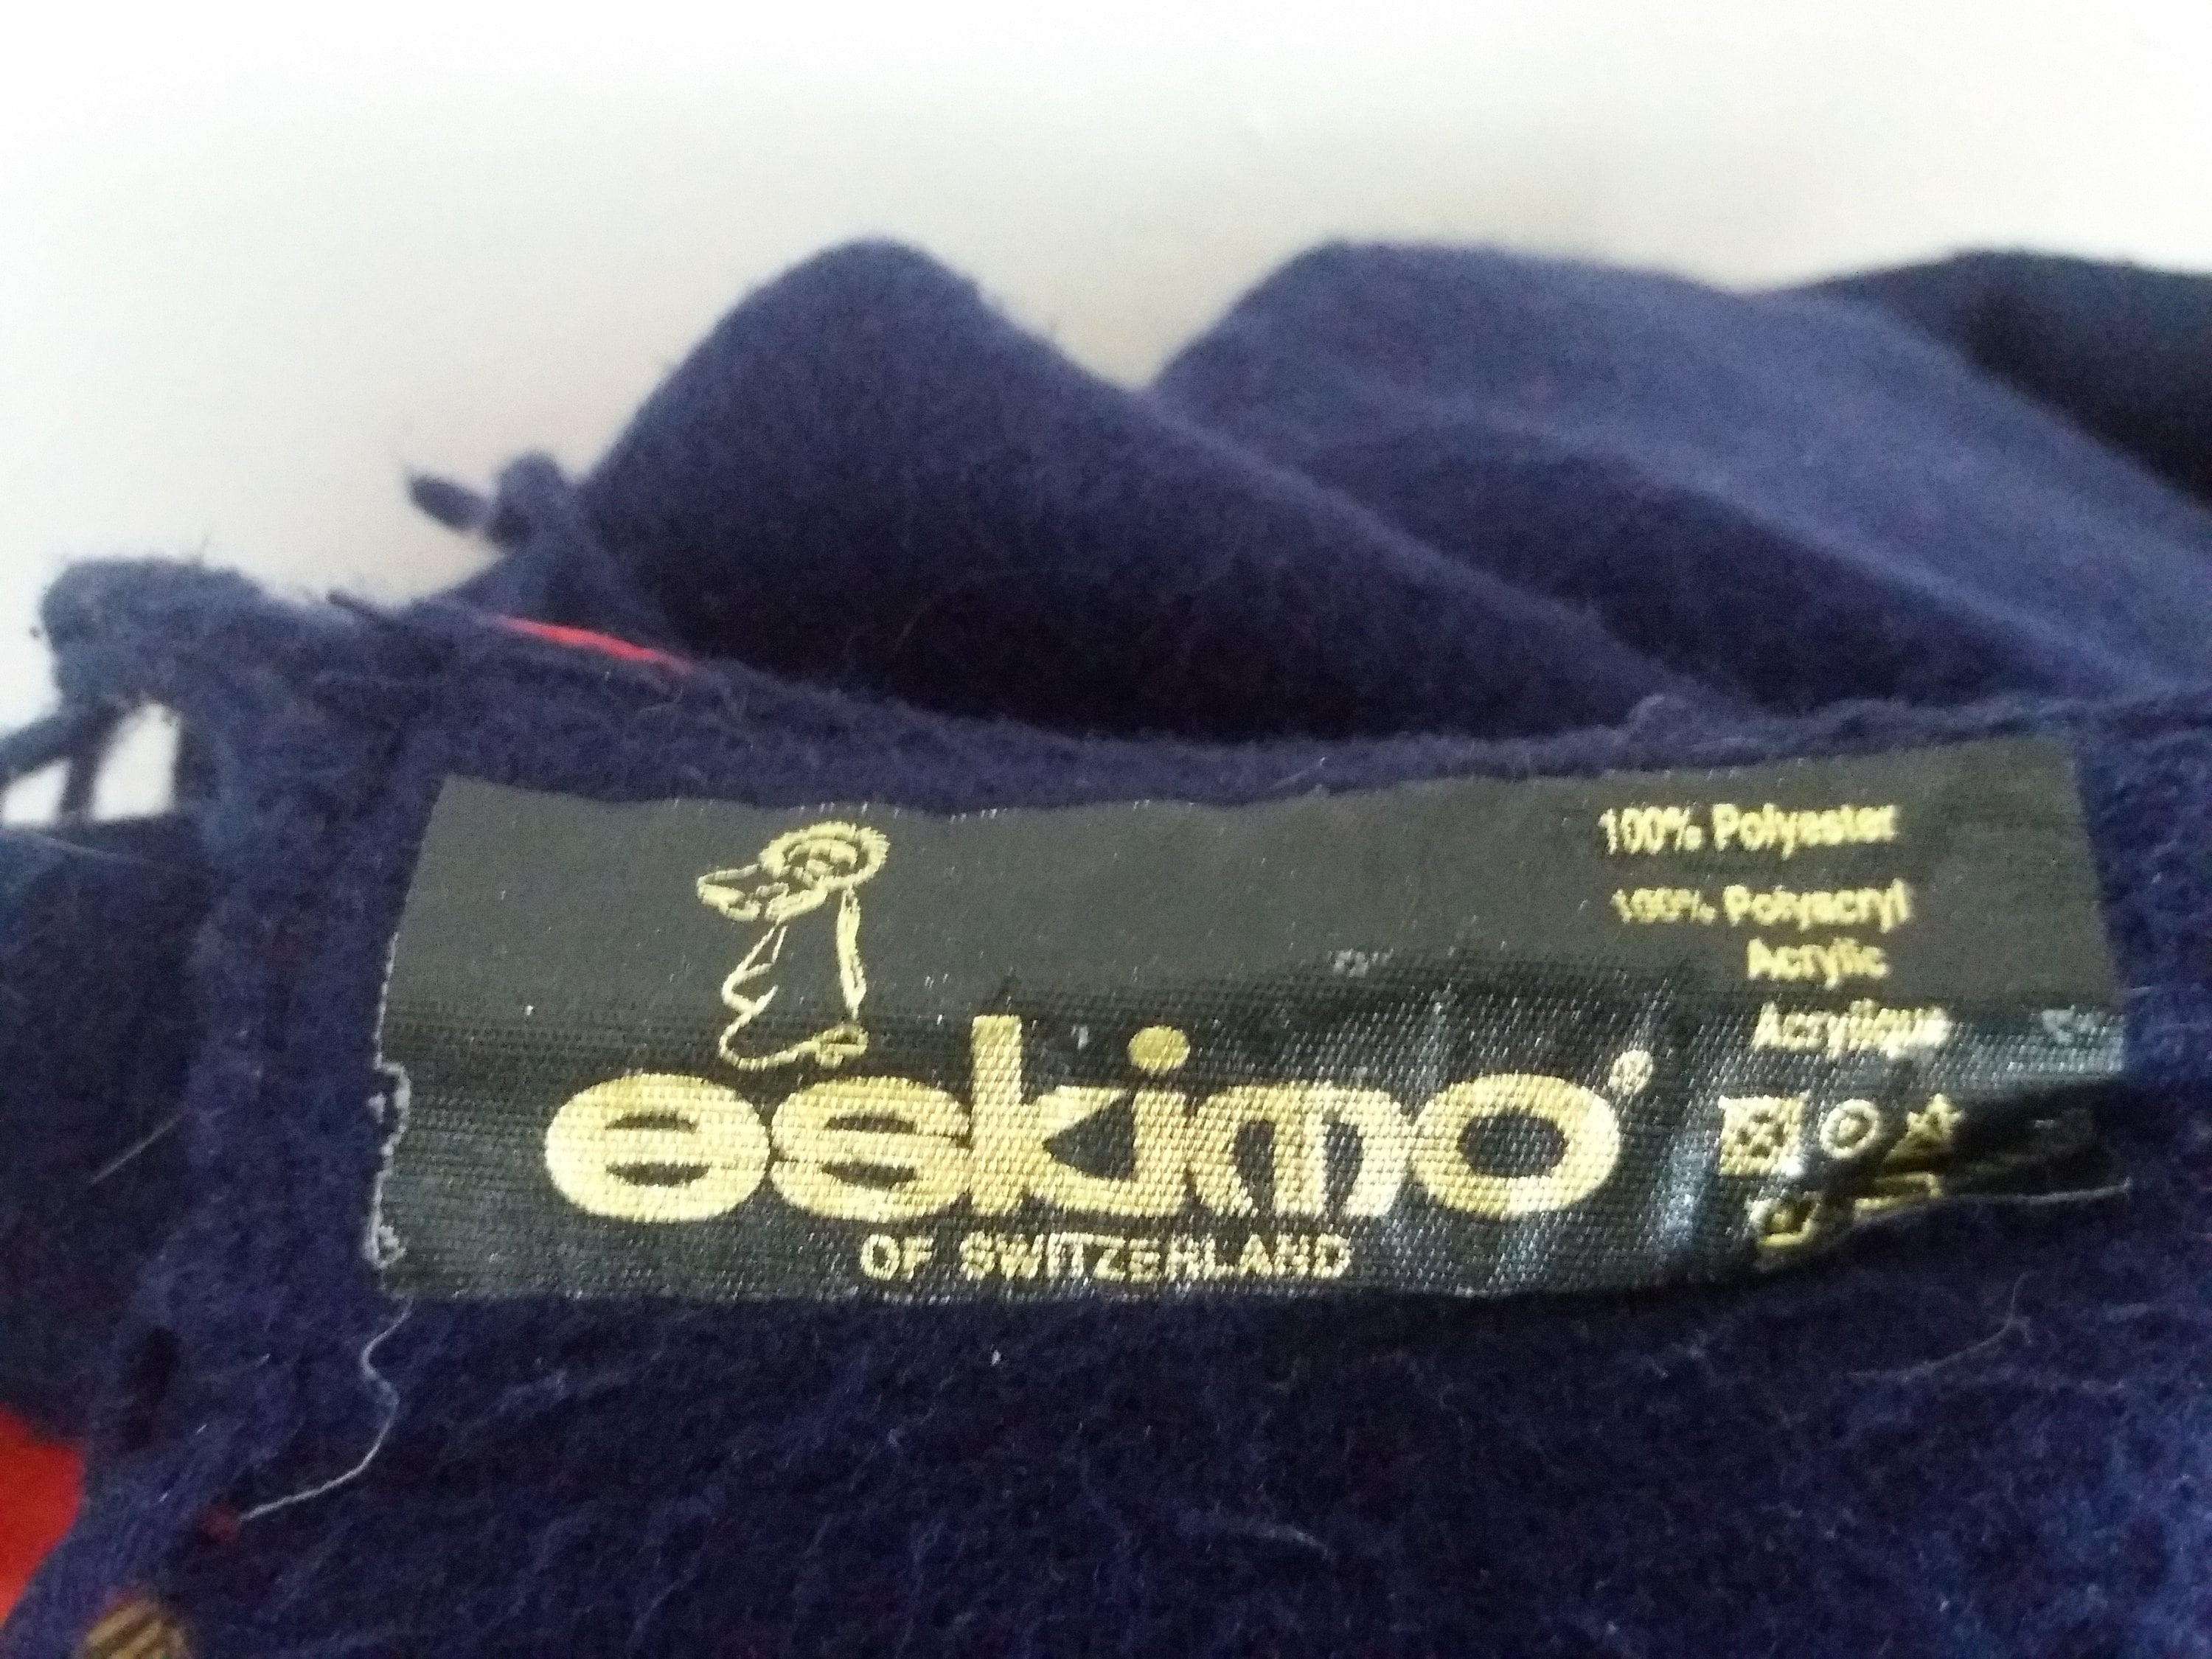 100% Polyester
100% Polyacryl
Acrylic
Acrylique
eskimo®
OF SWITZERLAND